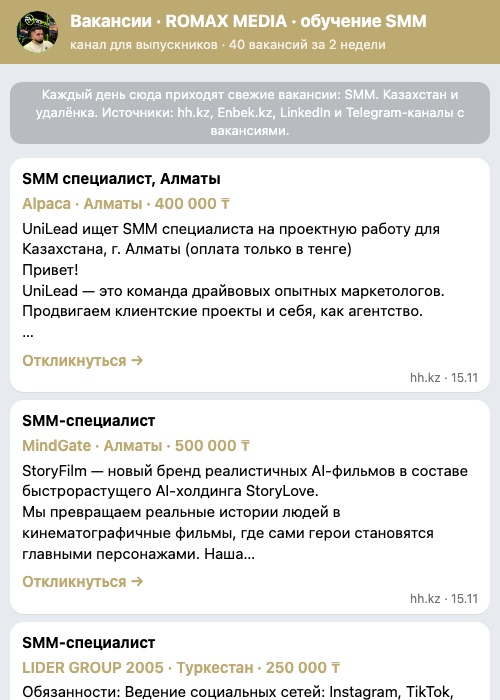 Вакансии · ROMAX MEDIA · обучение SMM
канал для выпускников · 40 вакансий за 2 недели
Каждый день сюда приходят свежие вакансии: SMM. Казахстан и
удалёнка. Источники: hh.kz, Enbek.kz, LinkedIn и Telegram-каналы с
вакансиями.
SMM специалист, Алматы
Alpaca · Алматы · 400 000 ₸
UniLead ищет SMM специалиста на проектную работу для
Казахстана, г. Алматы (оплата только в тенге)
Привет!
UniLead — это команда драйвовых опытных маркетологов.
Продвигаем клиентские проекты и себя, как агентство.
...
Откликнуться →
hh.kz · 15.11
SMM-специалист
MindGate · Алматы · 500 000 ₸
StoryFilm — новый бренд реалистичных AI-фильмов в составе
быстрорастущего AI-холдинга StoryLove.
Мы превращаем реальные истории людей в
кинематографичные фильмы, где сами герои становятся
главными персонажами. Наша...
Откликнуться →
hh.kz · 15.11
SMM-специалист
LIDER GROUP 2005 · Туркестан · 250 000 ₸
Обязанности: Ведение социальных сетей: Instagram, TikTok,